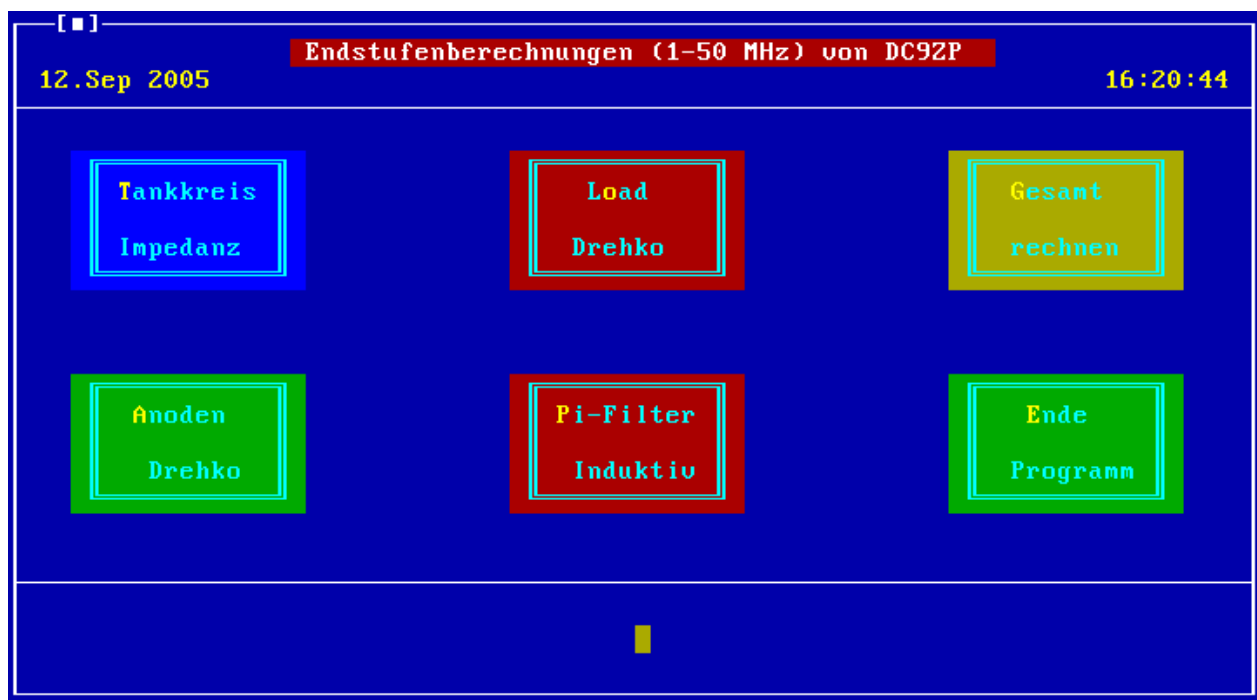 [■]
Endstufenberechnungen (1-50 MHz) von DC9ZP
12.Sep 2005
16:20:44
Tankkreis
Impedanz
Load
Drehko
Gesamt
rechnen
Anoden
Drehko
Pi-Filter
Induktiv
Ende
Programm